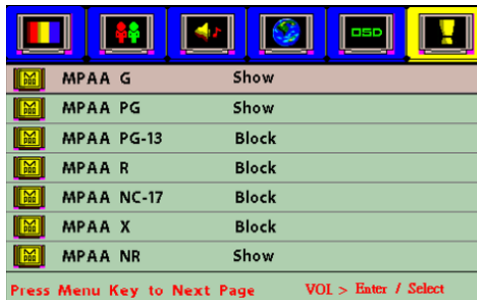 OSD
MPAA G Show
MPAA PG Show
MPAA PG-13 Block
MPAA R Block
MPAA NC-17 Block
MPAA X Block
MPAA NR Show
Press Menu Key to Next Page VOL > Enter / Select